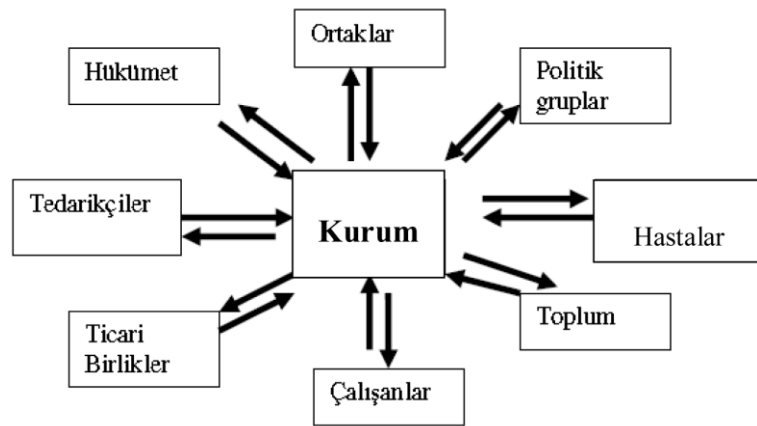 Ortaklar
Hükümet
Politik
gruplar
Tedarikçiler
Kurum
Hastalar
Ticari
Birlikler
Toplum
Çalışanlar